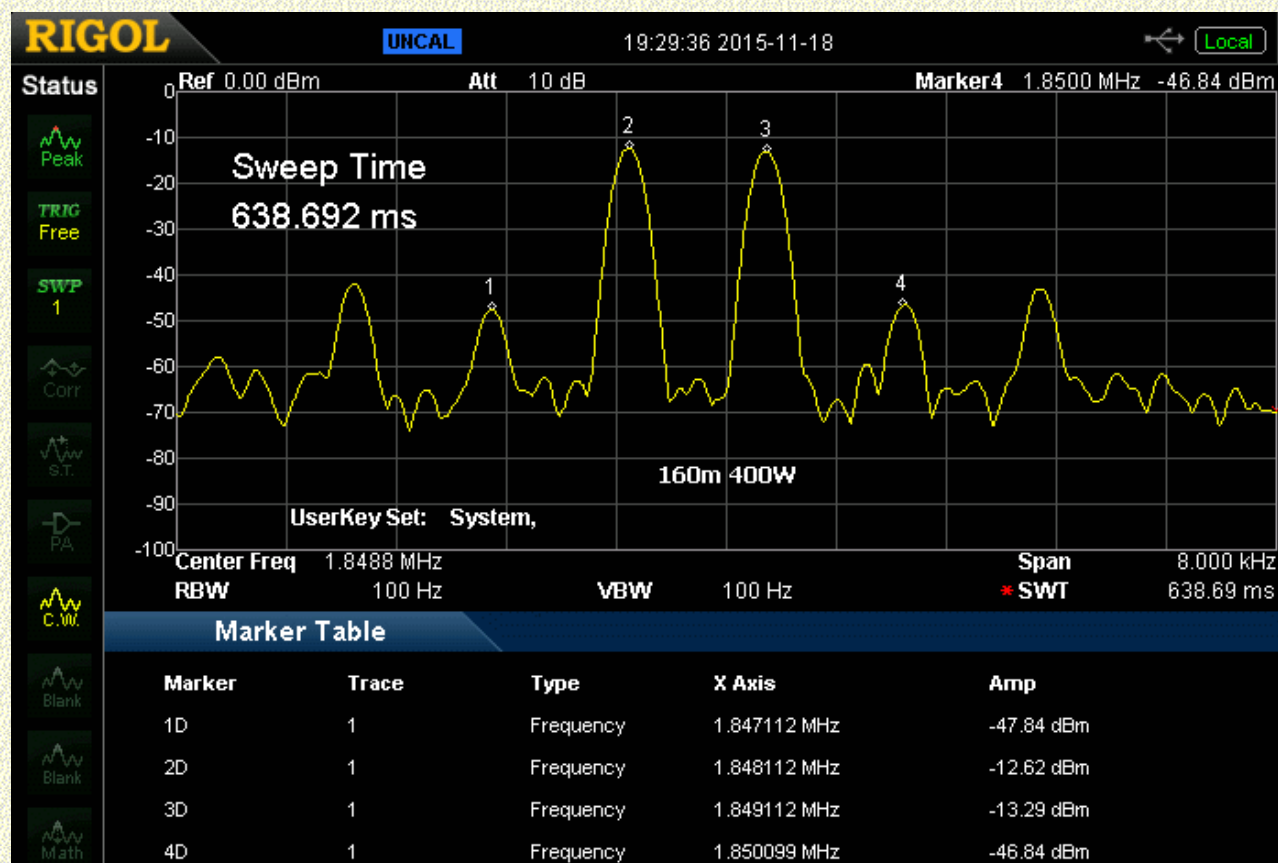 RIGOL UNCAL 19:29:36 2015-11-18 Local
Status Ref 0.00 dBm Att 10 dB Marker4 1.8500 MHz -46.84 dBm
0
-10 2 3
Peak
Sweep Time
-20
TRIG 638.692 ms
Free -30
-40
SWP 1 4
1
-50
-60
Corr
-70
S.T.
-80
160m 400W
-90
UserKey Set: System,
PA
-100
Center Freq 1.8488 MHz Span 8.000 kHz
RBW 100 Hz VBW 100 Hz *SWT 638.69 ms
C.W.
Marker Table
Marker Trace Type X Axis Amp
Blank
1D 1 Frequency 1.847112 MHz -47.84 dBm
2D 1 Frequency 1.848112 MHz -12.62 dBm
Blank
3D 1 Frequency 1.849112 MHz -13.29 dBm
4D 1 Frequency 1.850099 MHz -46.84 dBm
Math